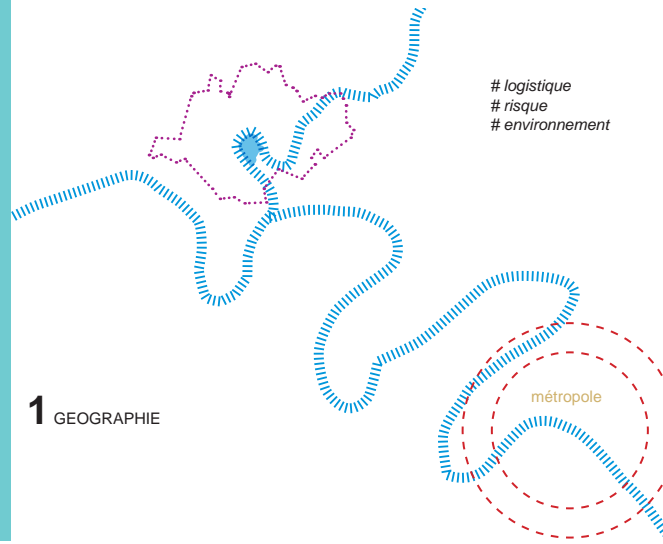 # logistique
# risque
# environnement
métropole
1 GEOGRAPHIE